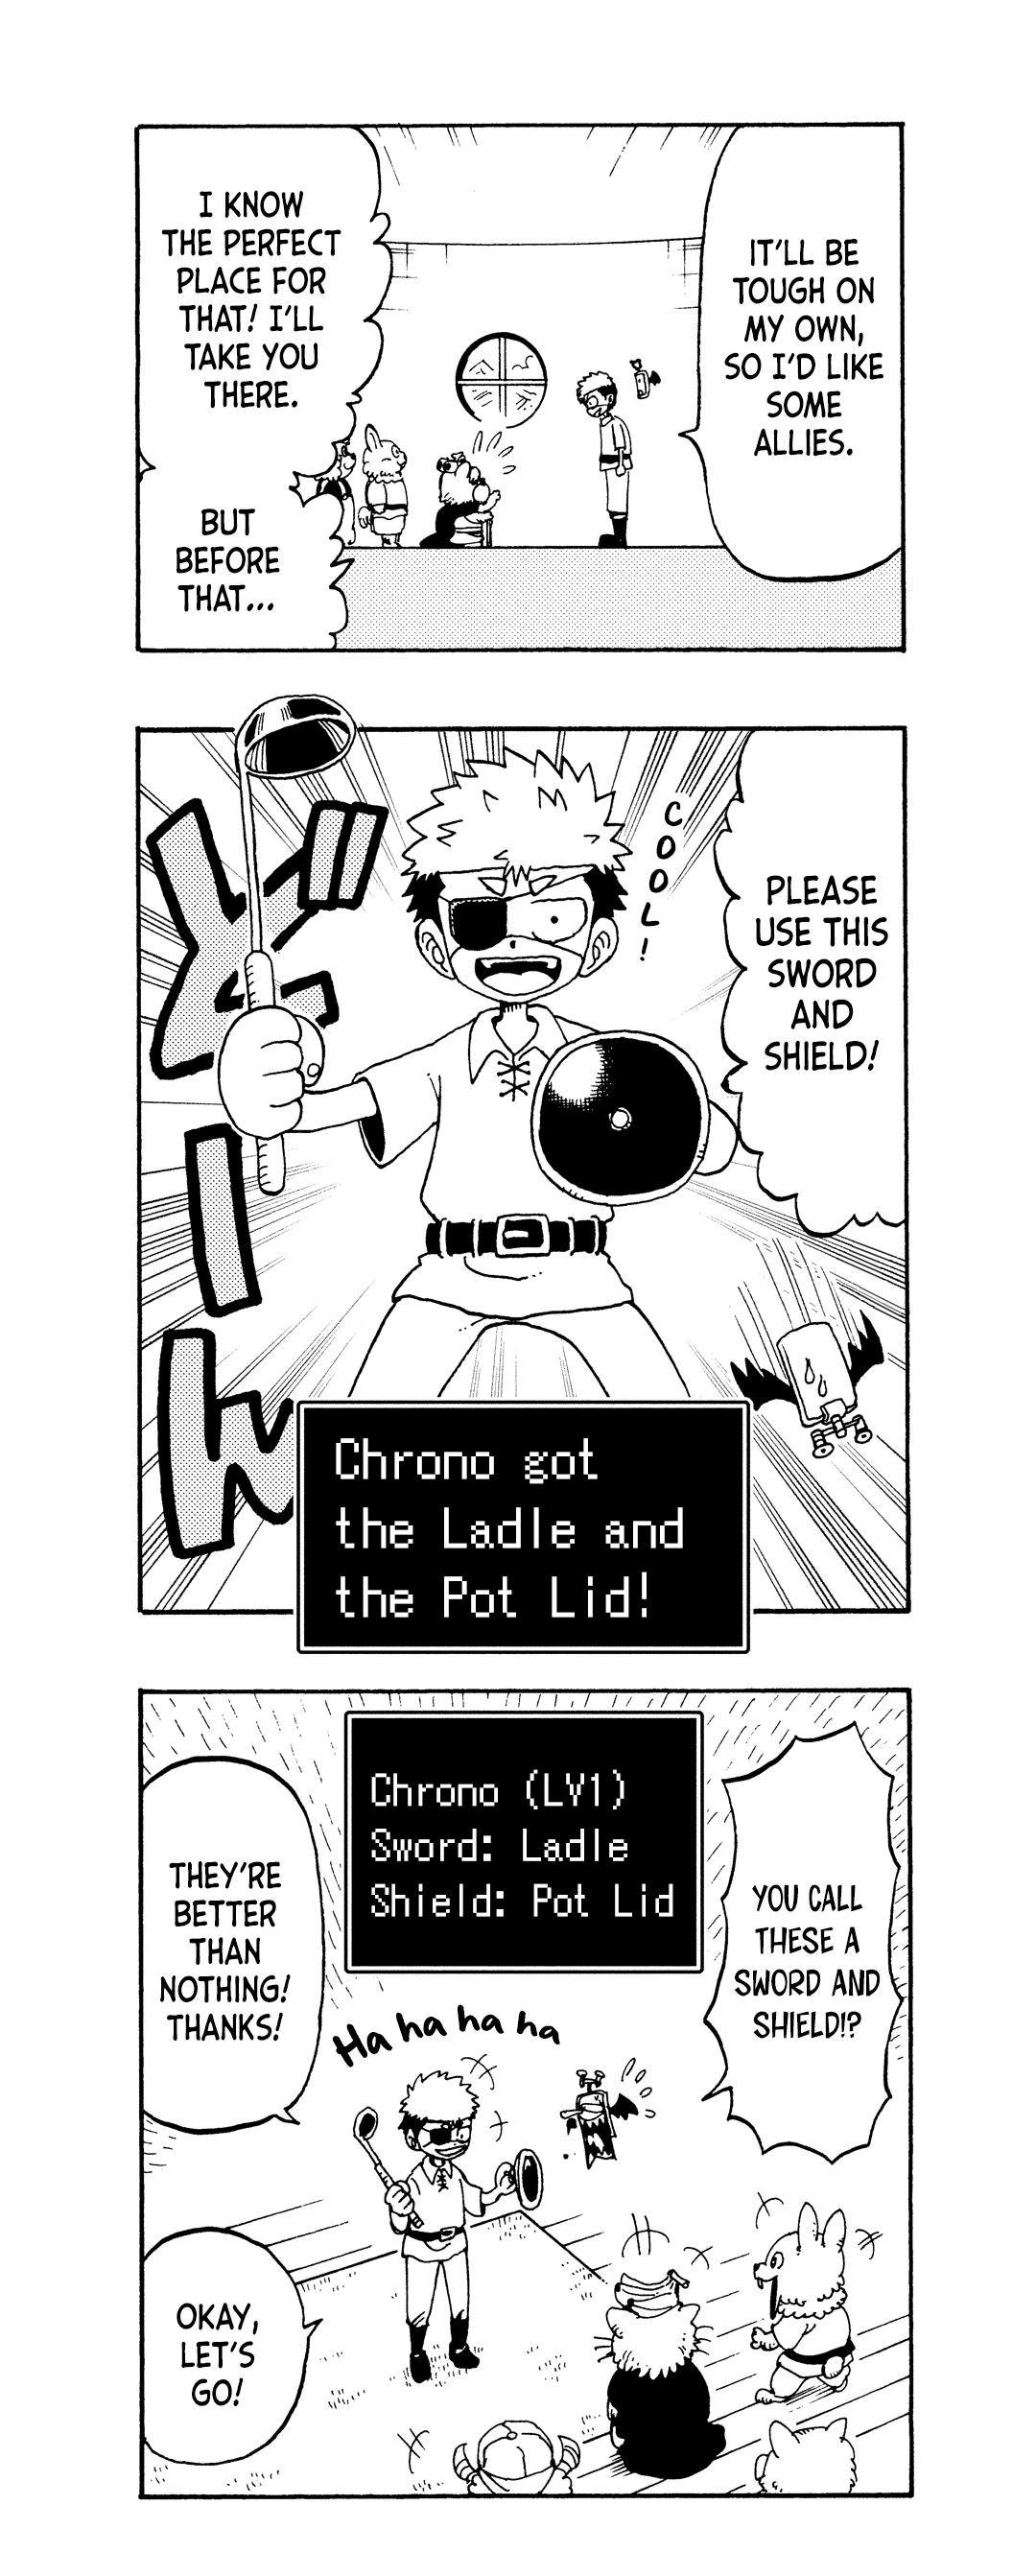 IT'LL BE
TOUGH ON
MY OWN,
SO I'D LIKE
SOME
ALLIES.
I KNOW
THE PERFECT
PLACE FOR
THAT! I'LL
TAKE YOU
THERE.
BUT
BEFORE
THAT...
PLEASE
USE THIS
SWORD
AND
SHIELD!
COOL!
どーん
Chrono got
the Ladle and
the Pot Lid!
YOU CALL
THESE A
SWORD AND
SHIELD!?
Chrono (LV1)
Sword: Ladle
Shield: Pot Lid
THEY'RE
BETTER
THAN
NOTHING!
THANKS!
Ha ha ha ha
OKAY,
LET'S
GO!